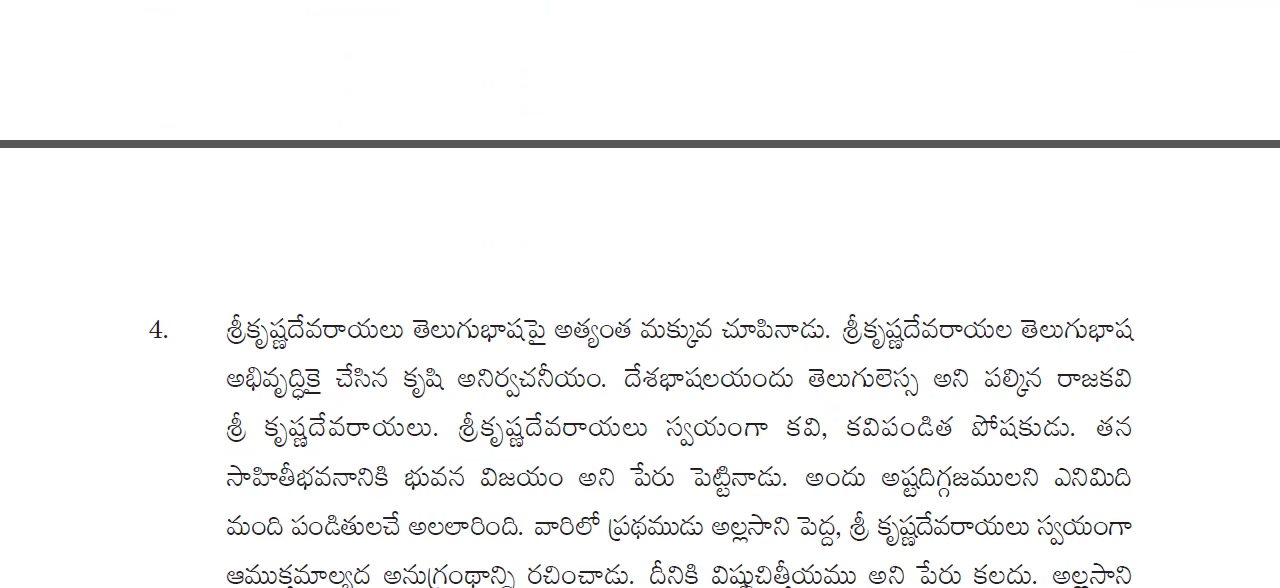 4. శ్రీకృష్ణదేవరాయలు తెలుగుభాషపై అత్యంత మక్కువ చూపినాడు. శ్రీకృష్ణదేవరాయల తెలుగుభాష
అభివృద్ధికై చేసిన కృషి అనిర్వచనీయం. దేశభాషలయందు తెలుగులెస్స అని పల్కిన రాజకవి
శ్రీ కృష్ణదేవరాయలు. శ్రీకృష్ణదేవరాయలు స్వయంగా కవి, కవిపండిత పోషకుడు. తన
సాహితీభవనానికి భువన విజయం అని పేరు పెట్టినాడు. అందు అష్టదిగ్గజములని ఎనిమిది
మంది పండితులచే అలలారింది. వారిలో ప్రథముడు అల్లసాని పెద్ద, శ్రీ కృష్ణదేవరాయలు స్వయంగా
ఆముక్తమాల్యద అనుగ్రంథాన్ని రచించాడు. దీనికి విష్ణుచిత్తీయము అని పేరు కలదు. అల్లసాని